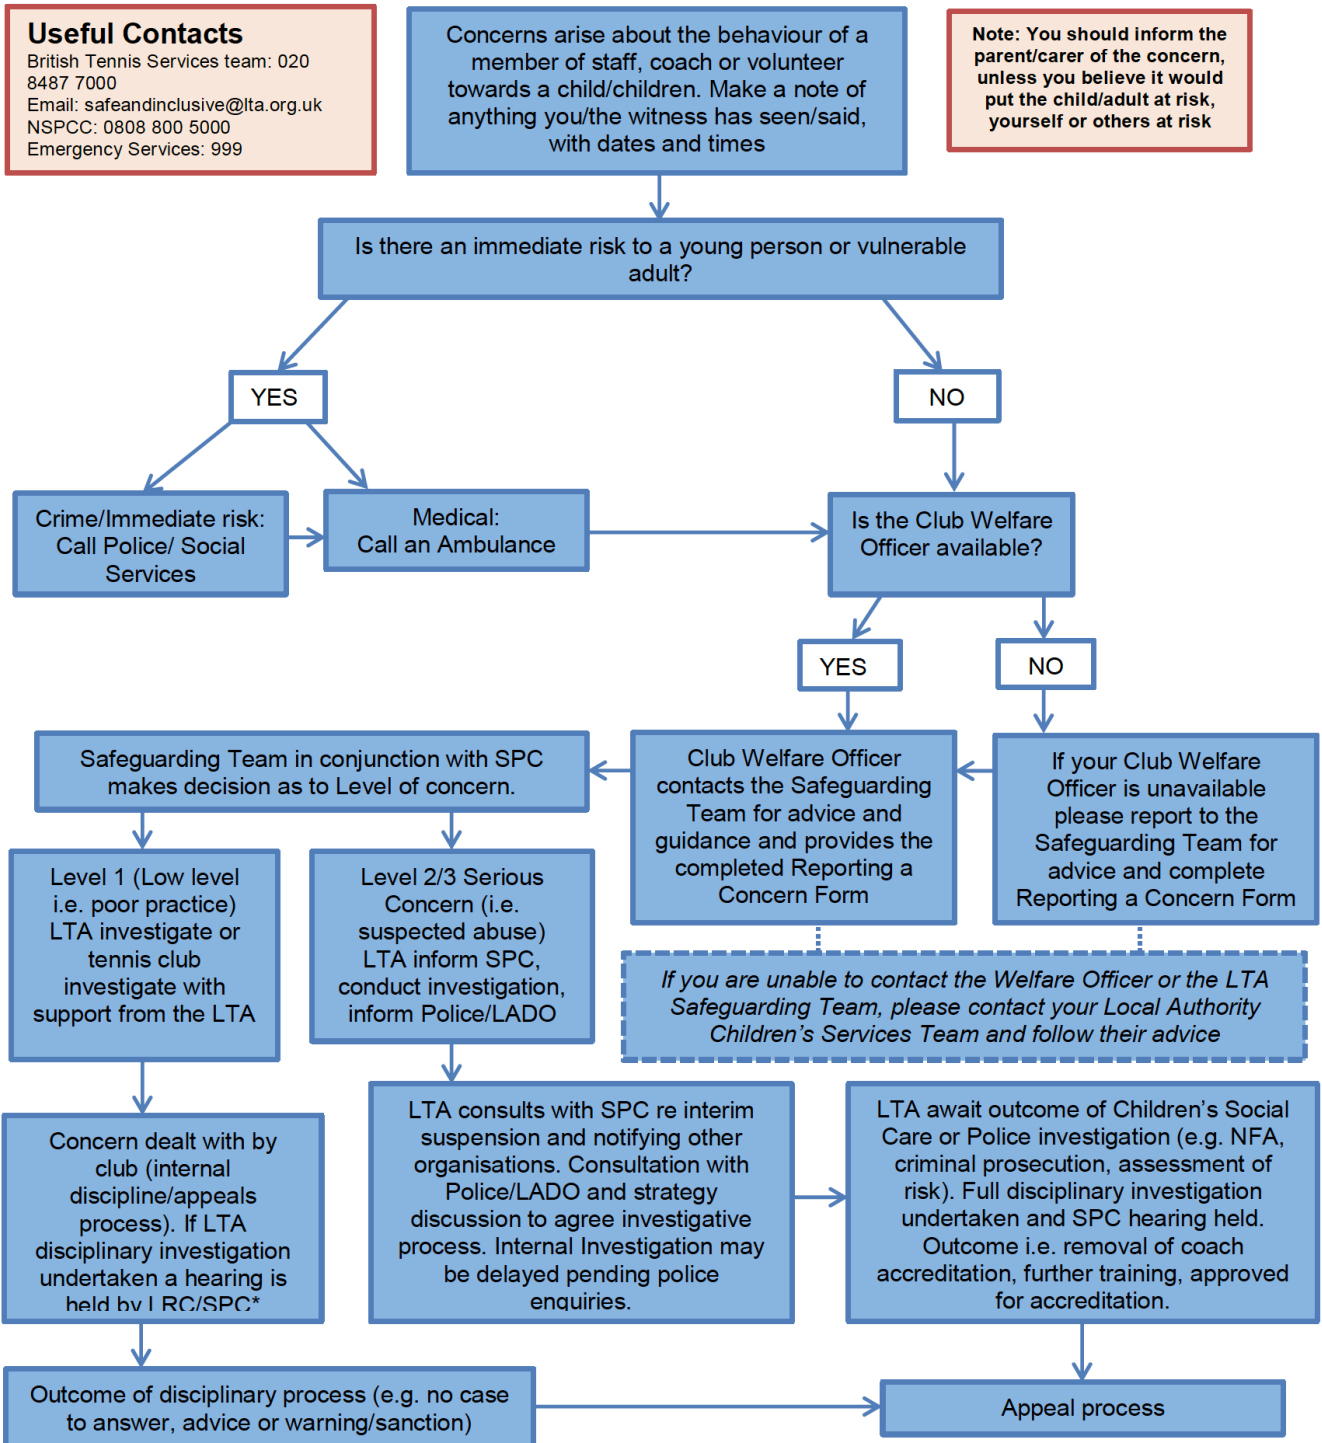 Useful Contacts
British Tennis Services team: 020
8487 7000
Email: safeandinclusive@lta.org.uk
NSPCC: 0808 800 5000
Emergency Services: 999
Concerns arise about the behaviour of a
member of staff, coach or volunteer
towards a child/children. Make a note of
anything you/the witness has seen/said,
with dates and times
Note: You should inform the
parent/carer of the concern,
unless you believe it would
put the child/adult at risk,
yourself or others at risk
Is there an immediate risk to a young person or vulnerable
adult?
YES
NO
Crime/Immediate risk:
Call Police/ Social
Services
Medical:
Call an Ambulance
Is the Club Welfare
Officer available?
YES
NO
Safeguarding Team in conjunction with SPC
makes decision as to Level of concern.
Club Welfare Officer
contacts the Safeguarding
Team for advice and
guidance and provides the
completed Reporting a
Concern Form
If your Club Welfare
Officer is unavailable
please report to the
Safeguarding Team for
advice and complete
Reporting a Concern Form
Level 1 (Low level
i.e. poor practice)
LTA investigate or
tennis club
investigate with
support from the LTA
Level 2/3 Serious
Concern (i.e.
suspected abuse)
LTA inform SPC,
conduct investigation,
inform Police/LADO
If you are unable to contact the Welfare Officer or the LTA
Safeguarding Team, please contact your Local Authority
Children's Services Team and follow their advice
Concern dealt with by
club (internal
discipline/appeals
process). If LTA
disciplinary investigation
undertaken a hearing is
held by LRC/SPC*
LTA consults with SPC re interim
suspension and notifying other
organisations. Consultation with
Police/LADO and strategy
discussion to agree investigative
process. Internal Investigation may
be delayed pending police
enquiries.
LTA await outcome of Children's Social
Care or Police investigation (e.g. NFA,
criminal prosecution, assessment of
risk). Full disciplinary investigation
undertaken and SPC hearing held.
Outcome i.e. removal of coach
accreditation, further training, approved
for accreditation.
Outcome of disciplinary process (e.g. no case
to answer, advice or warning/sanction)
Appeal process